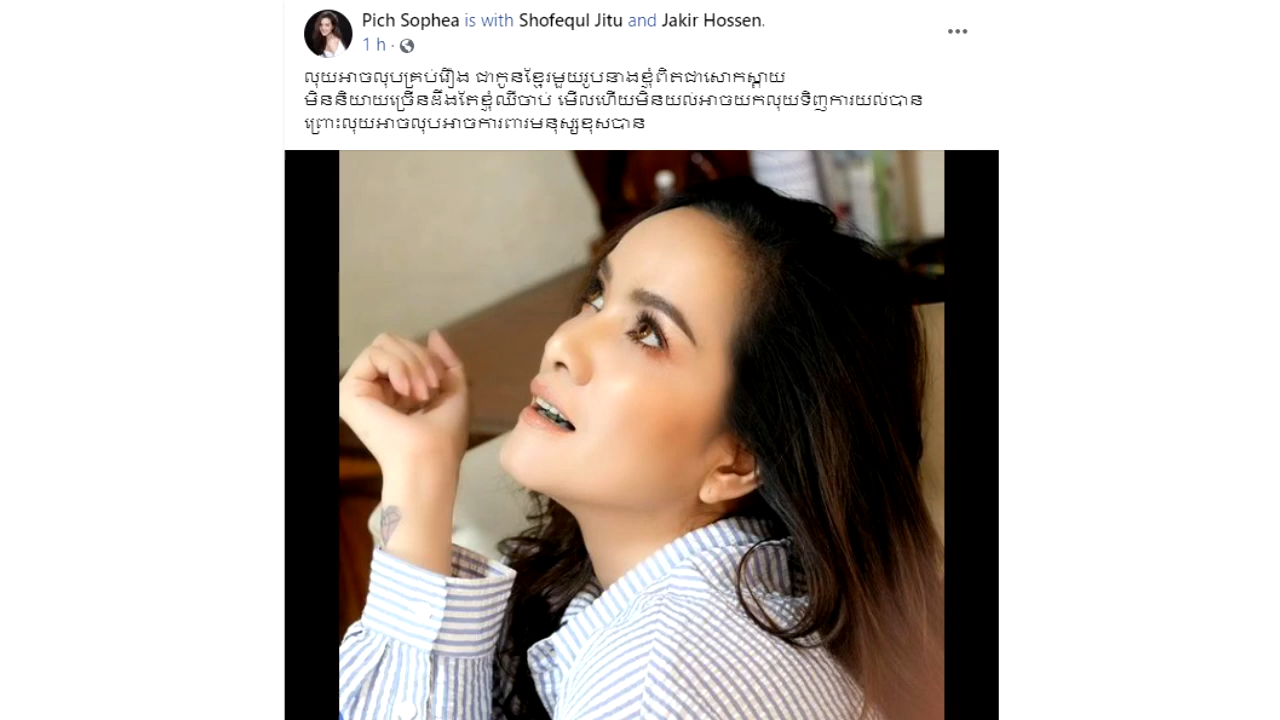 Pich Sophea is with Shofequl Jitu and Jakir Hossen.
1 h ·
លុយអាចលុបគ្រប់រឿង ជាកូនខ្មែរមួយរូបនាងខ្ញុំពិតជាសោកស្តាយ
មិននិយាយច្រើនដឹងតែខ្ញុំឈឺចាប់ មើលហើយមិនយល់អាចយកលុយទិញការយល់បាន
ព្រោះលុយអាចលុបអាចការពារមនុស្សខុសបាន